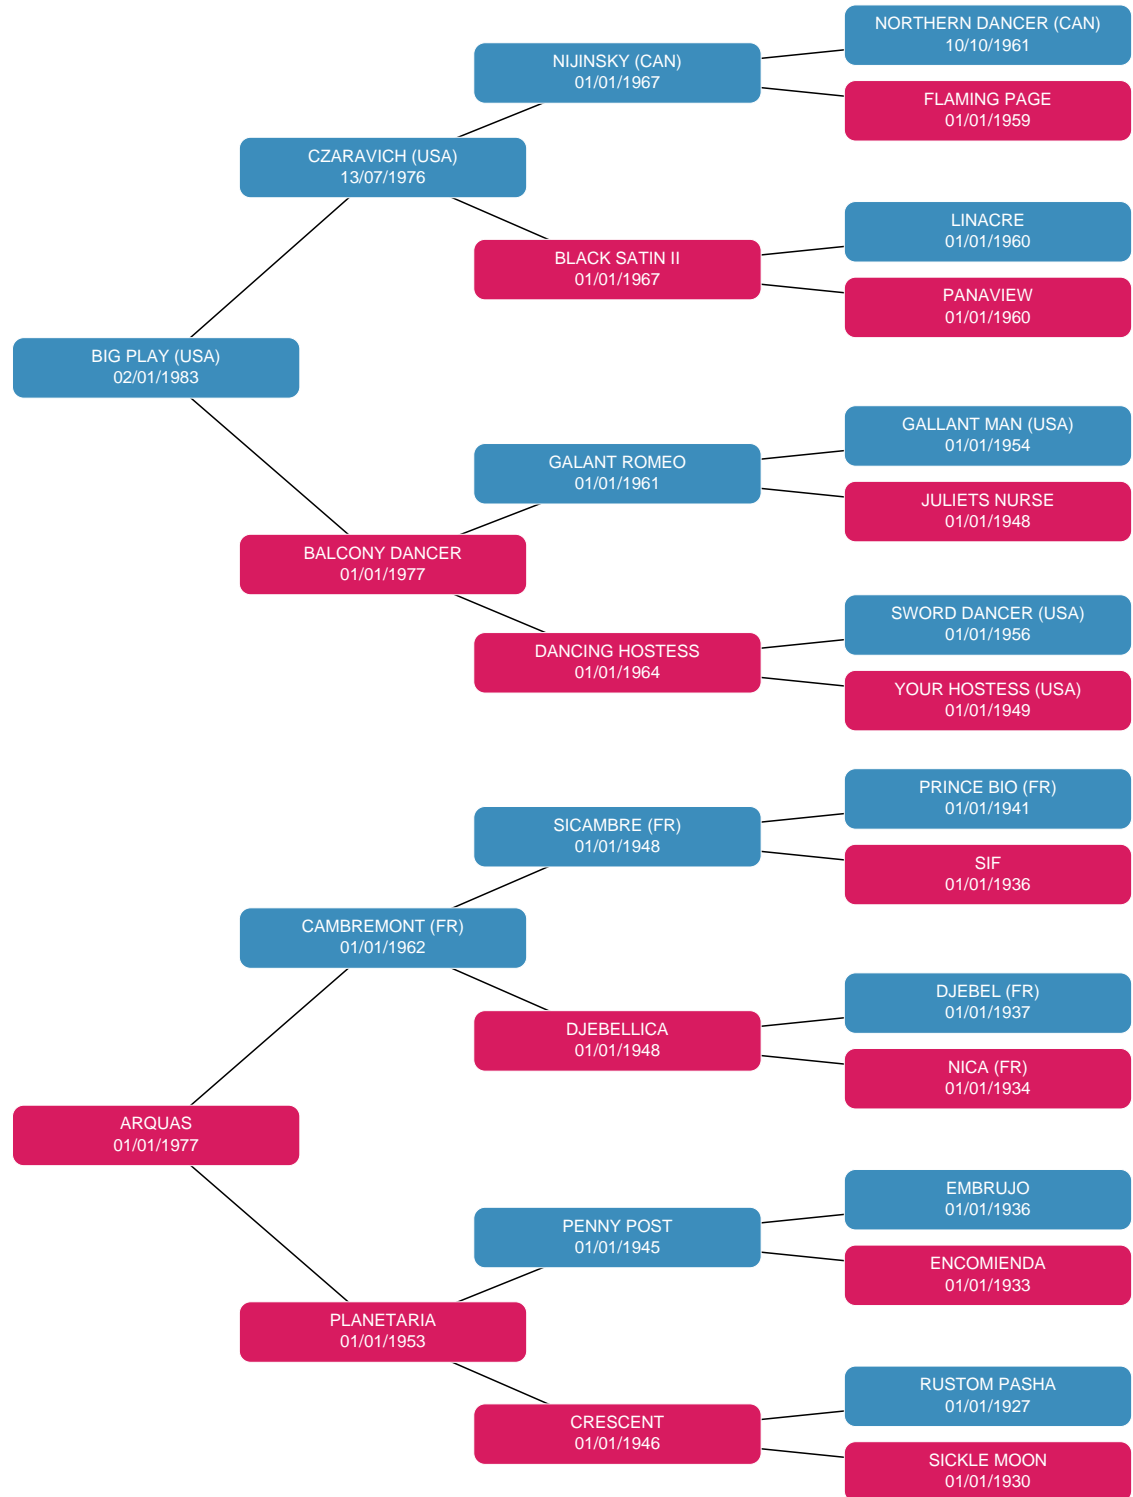 NORTHERN DANCER (CAN)
10/10/1961
NIJINSKY (CAN)
01/01/1967
FLAMING PAGE
01/01/1959
CZARAVICH (USA)
13/07/1976
LINACRE
01/01/1960
BLACK SATIN II
01/01/1967
PANAVIEW
01/01/1960
BIG PLAY (USA)
02/01/1983
GALLANT MAN (USA)
01/01/1954
GALANT ROMEO
01/01/1961
JULIETS NURSE
01/01/1948
BALCONY DANCER
01/01/1977
SWORD DANCER (USA)
01/01/1956
DANCING HOSTESS
01/01/1964
YOUR HOSTESS (USA)
01/01/1949
PRINCE BIO (FR)
01/01/1941
SICAMBRE (FR)
01/01/1948
SIF
01/01/1936
CAMBREMONT (FR)
01/01/1962
DJEBEL (FR)
01/01/1937
DJEBELLICA
01/01/1948
NICA (FR)
01/01/1934
ARQUAS
01/01/1977
EMBRUJO
01/01/1936
PENNY POST
01/01/1945
ENCOMIENDA
01/01/1933
PLANETARIA
01/01/1953
RUSTOM PASHA
01/01/1927
CRESCENT
01/01/1946
SICKLE MOON
01/01/1930